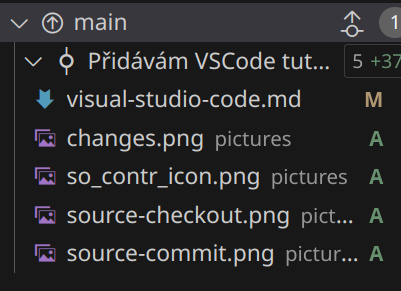 main 1
Přidávám VSCode tut... 5 +37
visual-studio-code.md M
changes.png pictures A
so_contr_icon.png pictures A
source-checkout.png pict... A
source-commit.png pictur... A